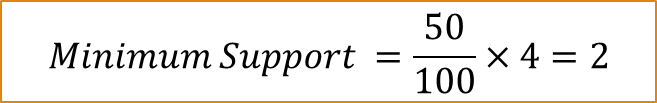 Minimum Support = 50/100 × 4 = 2